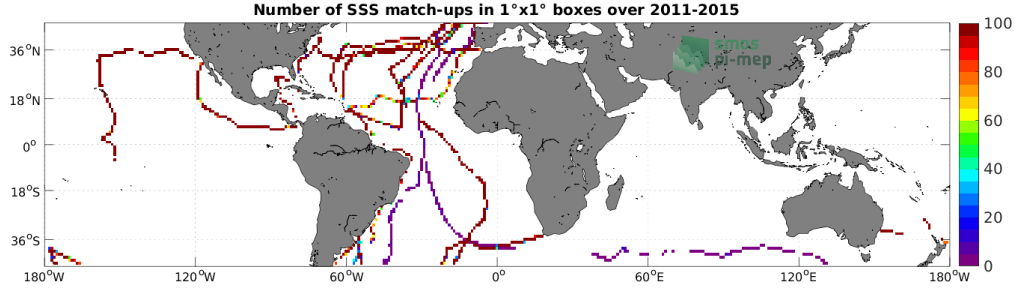 Number of SSS match-ups in 1°x1° boxes over 2011-2015
smos
pi-mep
36°N
18°N
0°
18°S
36°S
180°W
120°W
60°W
0°
60°E
120°E
180°W
100
80
60
40
20
0